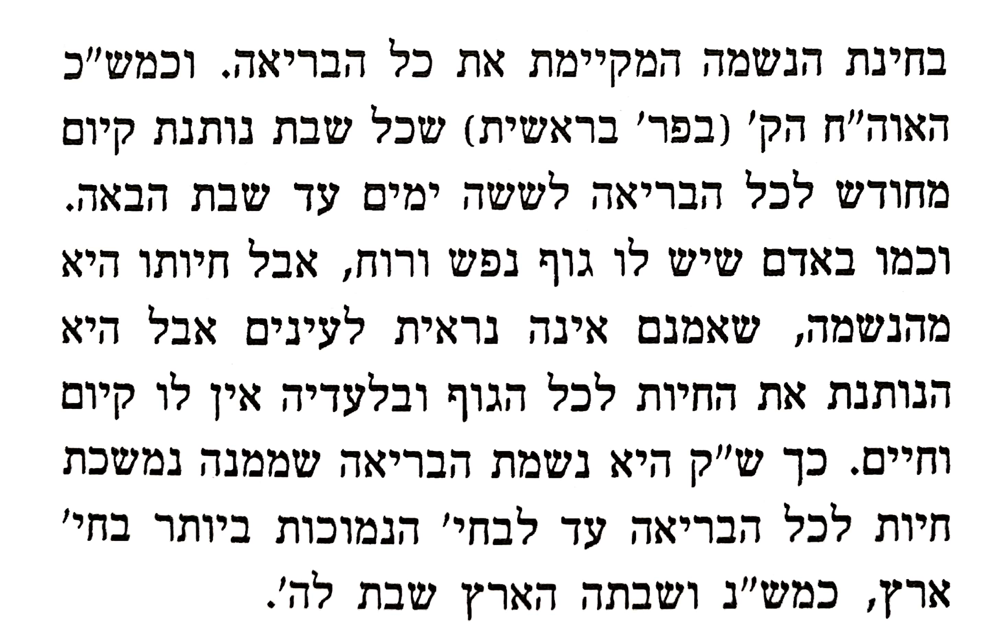 בחינת הנשמה המקיימת את כל הבריאה. וכמש״כ
האוה״ח הק׳ (בפר׳ בראשית) שכל שבת נותנת קיום
מחודש לכל הבריאה לששה ימים עד שבת הבאה.
וכמו באדם שיש לו גוף נפש ורוח, אבל חיותו היא
מהנשמה, שאמנם אינה נראית לעינים אבל היא
הנותנת את החיות לכל הגוף ובלעדיה אין לו קיום
וחיים. כך ש״ק היא נשמת הבריאה שממנה נמשכת
חיות לכל הבריאה עד לבחי׳ הנמוכות ביותר בחי׳
ארץ, כמש״נ ושבתה הארץ שבת לה׳.